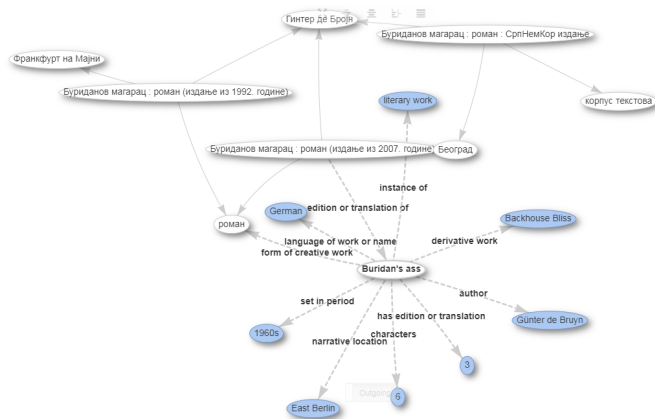 Гинтер де Бројн
Буриданов магарац : роман : СрпНемКор издање
Франкфурт на Мајни
Буриданов магарац : роман (издање из 1992. године)
literary work
корпус текстова
Буриданов магарац : роман (издање из 2007. године)
Београд
instance of
German
edition or translation of
Backhouse Bliss
роман
language of work or name
derivative work
form of creative work
Buridan's ass
author
set in period
has edition or translation
Günter de Bruyn
1960s
characters
narrative location
3
Outgoing
6
East Berlin